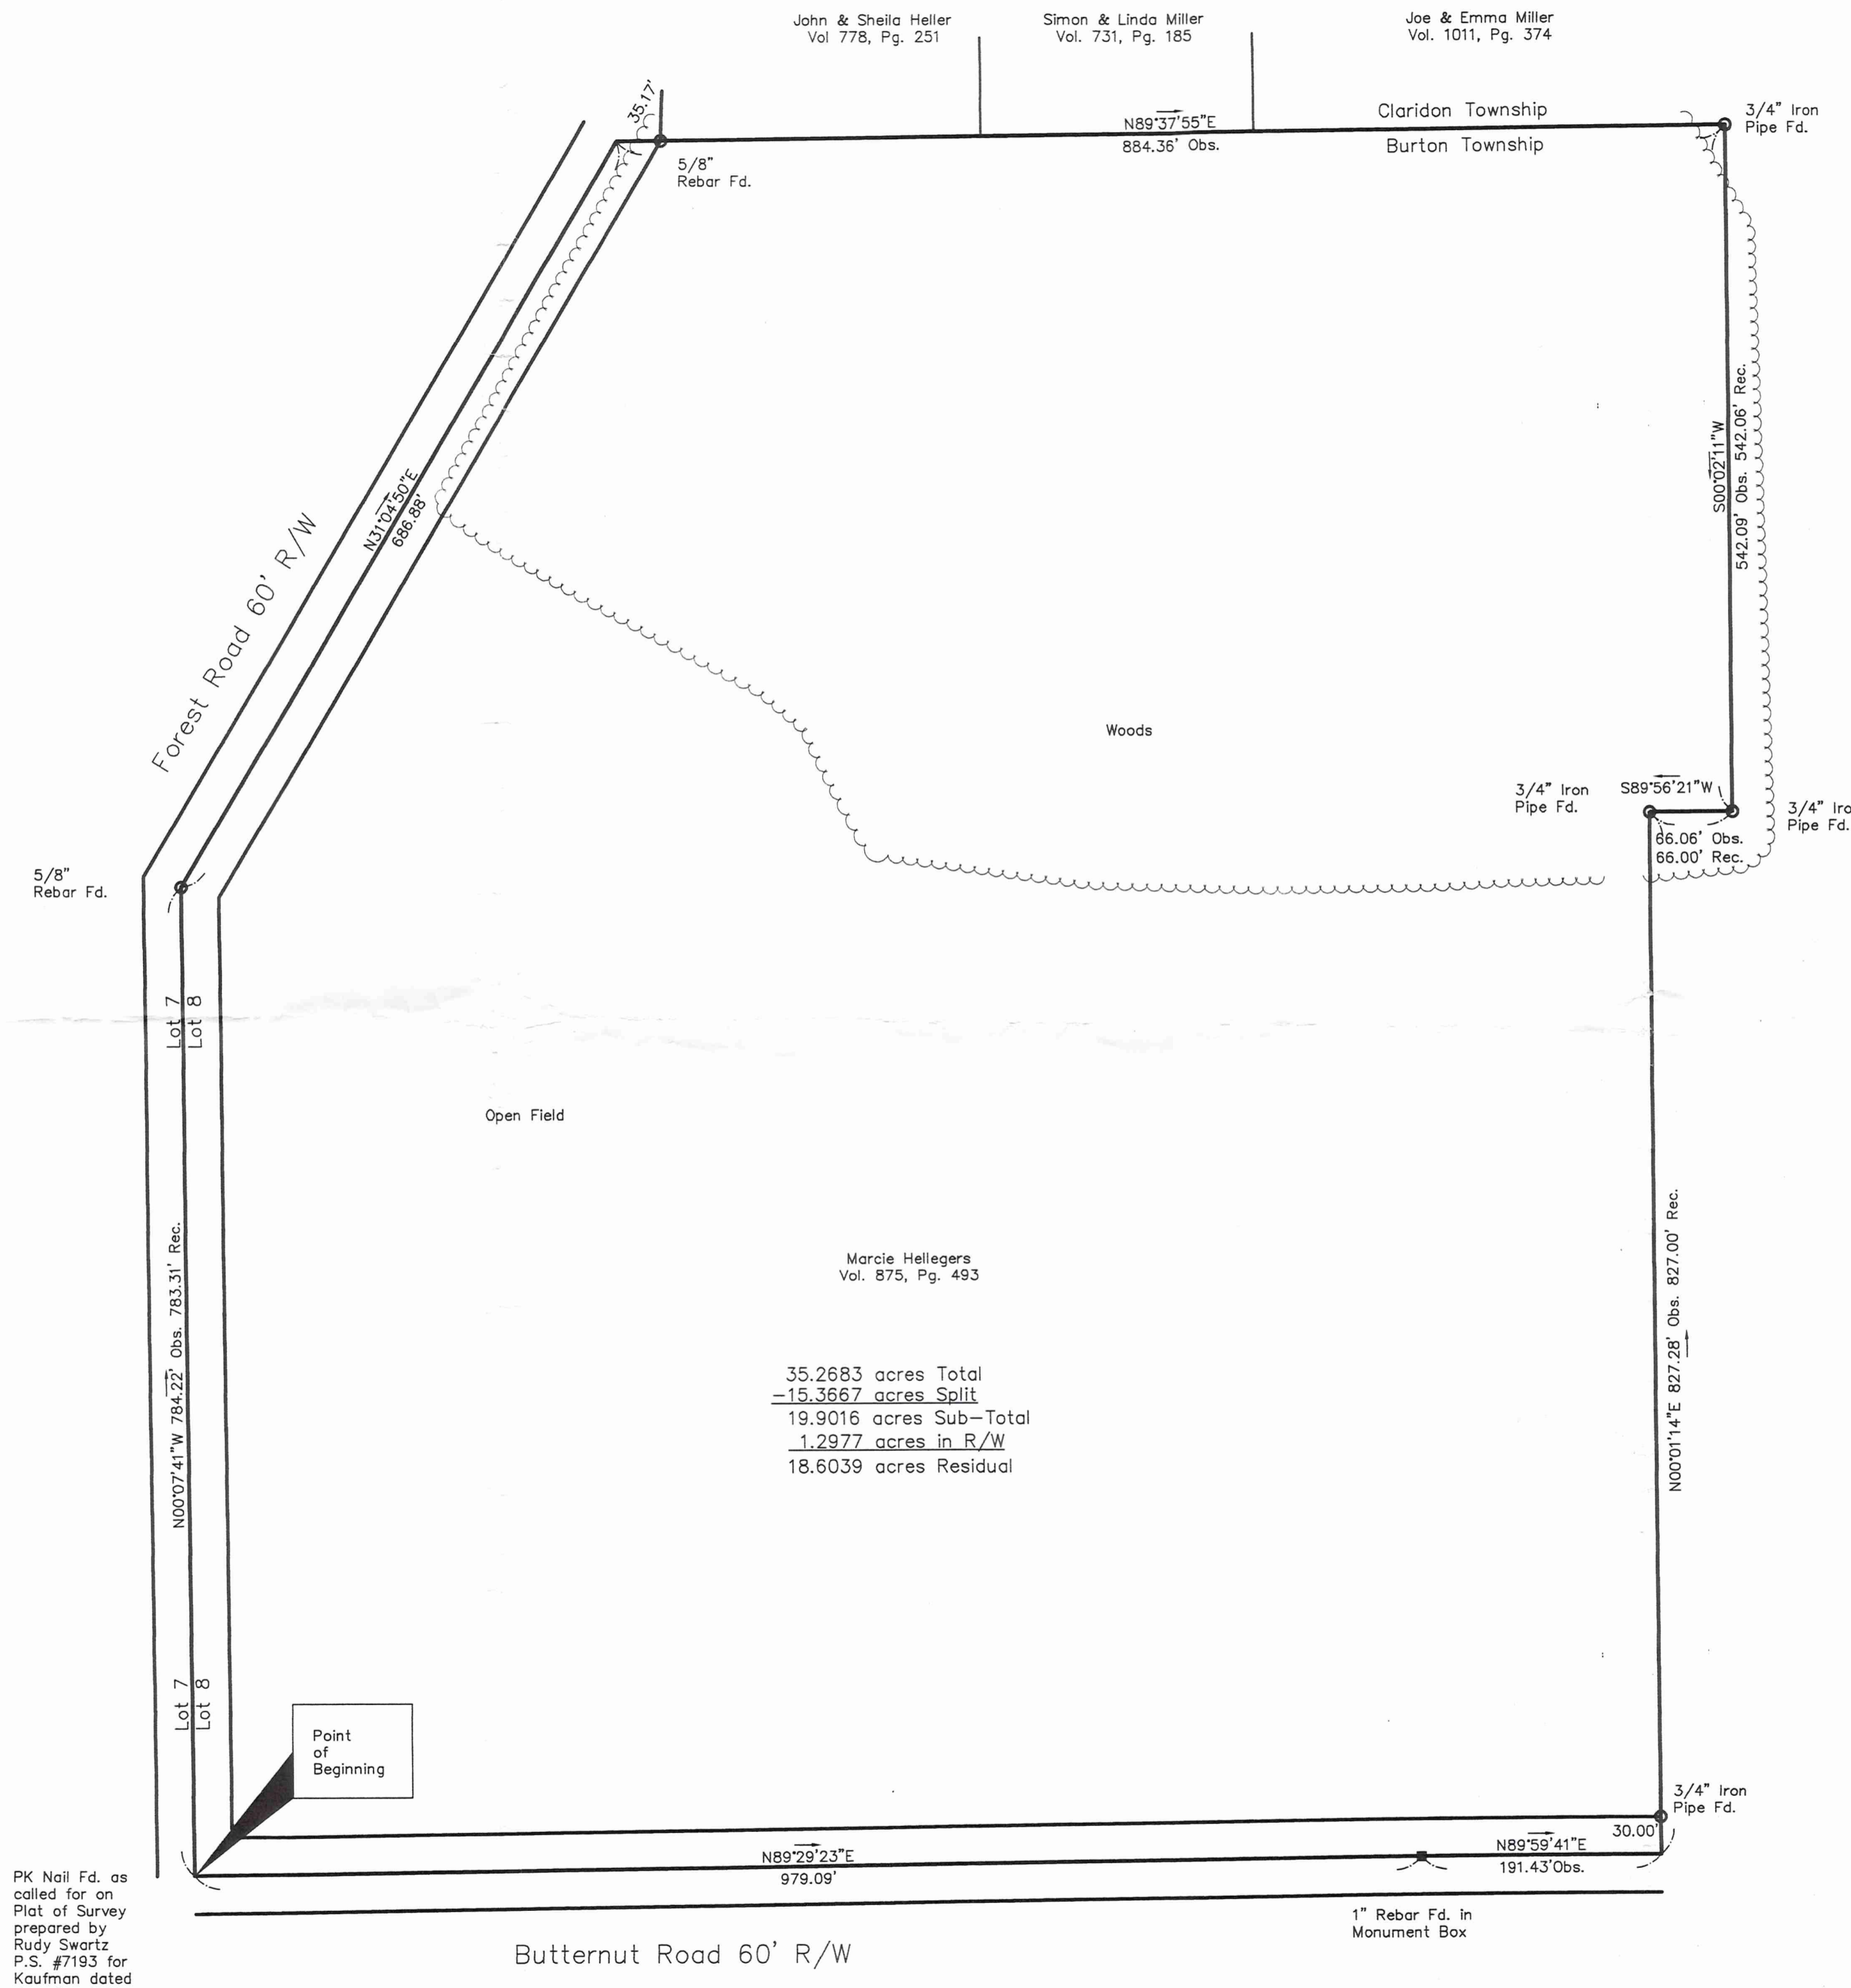 John & Sheila Heller
Vol 778, Pg. 251
Simon & Linda Miller
Vol. 731, Pg. 185
Joe & Emma Miller
Vol. 1011, Pg. 374
35.17'
N89°37'55"E
884.36' Obs.
Claridon Township
Burton Township
3/4" Iron
Pipe Fd.
5/8"
Rebar Fd.
N31°04'50"E
686.88'
Forest Road 60' R/W
S00°02'11"W
542.09' Obs. 542.06' Rec.
Woods
3/4" Iron
Pipe Fd.
S89°56'21"W
66.06' Obs.
66.00' Rec.
3/4" Iro
Pipe Fd.
5/8"
Rebar Fd.
Lot 7
Lot 8
Open Field
N00°07'41"W 784.22' Obs. 783.31' Rec.
Marcie Hellegers
Vol. 875, Pg. 493
N00°01'14"E 827.28' Obs. 827.00' Rec.
35.2683 acres Total
-15.3667 acres Split
19.9016 acres Sub-Total
1.2977 acres in R/W
18.6039 acres Residual
Lot 7
Lot 8
Point
of
Beginning
3/4" Iron
Pipe Fd.
30.00'
N89°29'23"E
979.09'
N89°59'41"E
191.43'Obs.
PK Nail Fd. as
called for on
Plat of Survey
prepared by
Rudy Swartz
P.S. #7193 for
Kaufman dated
1" Rebar Fd. in
Monument Box
Butternut Road 60' R/W